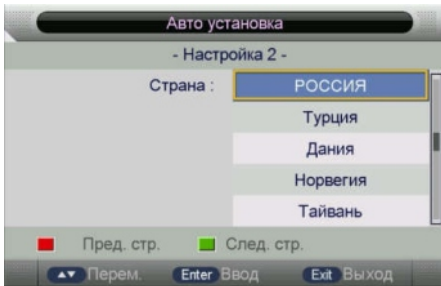 Авто установка
- Настройка 2 -
Страна : РОССИЯ
Турция
Дания
Норвегия
Тайвань
Пред. стр. След. стр.
Перем. Enter Ввод Exit Выход